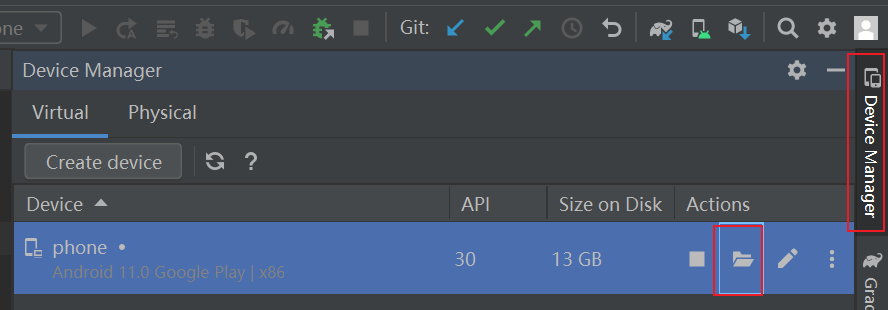 ne
Git:
Device Manager
Virtual
Physical
Create device
?
Device
API
Size on Disk
Actions
phone
30
13 GB
Android 11.0 Google Play | x86
Device Manager
Grad